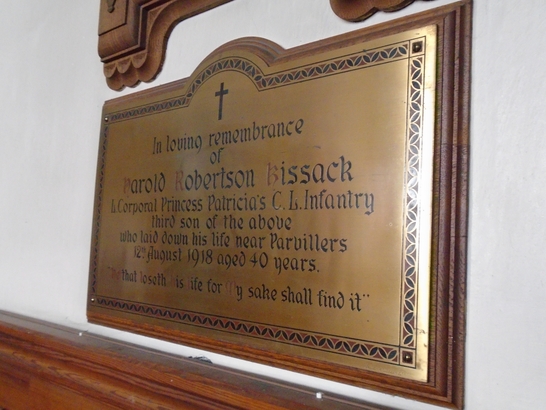 In loving remembrance
of
Harold Robertson Bissack
L. Corporal Princess Patricia's C. L. Infantry
third son of the above
who laid down his life near Parvillers
12th August 1918 aged 40 years.
"He that loseth his life for My sake shall find it"